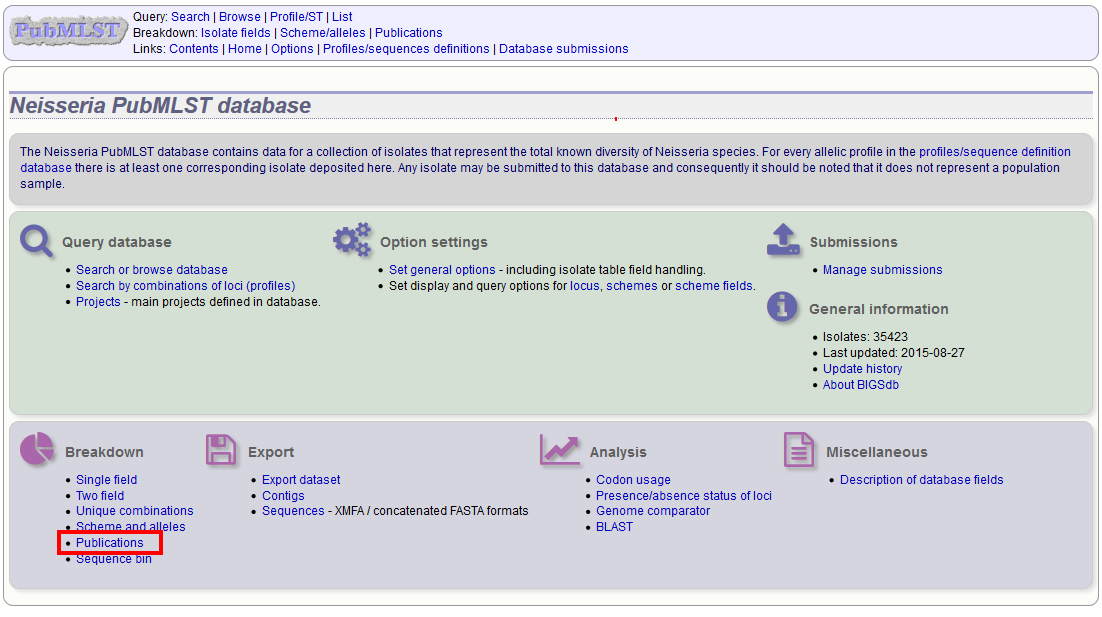 PubMLST
Query: Search | Browse | Profile/ST | List
Breakdown: Isolate fields | Scheme/alleles | Publications
Links: Contents | Home | Options | Profiles/sequences definitions | Database submissions
Neisseria PubMLST database
The Neisseria PubMLST database contains data for a collection of isolates that represent the total known diversity of Neisseria species. For every allelic profile in the profiles/sequence definition
database there is at least one corresponding isolate deposited here. Any isolate may be submitted to this database and consequently it should be noted that it does not represent a population
sample.
Query database
• Search or browse database
• Search by combinations of loci (profiles)
• Projects - main projects defined in database.
Option settings
• Set general options - including isolate table field handling.
• Set display and query options for locus, schemes or scheme fields.
Submissions
• Manage submissions
General information
• Isolates: 35423
• Last updated: 2015-08-27
• Update history
• About BIGSdb
Breakdown
• Single field
• Two field
• Unique combinations
• Scheme and alleles
• Publications
• Sequence bin
Export
• Export dataset
• Contigs
• Sequences - XMFA / concatenated FASTA formats
Analysis
• Codon usage
• Presence/absence status of loci
• Genome comparator
• BLAST
Miscellaneous
• Description of database fields